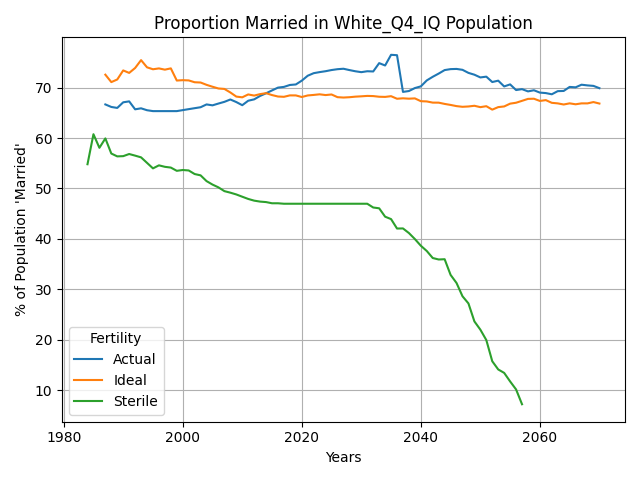 Proportion Married in White_Q4_IQ Population
% of Population 'Married'
70
60
50
40
30
20
10
Fertility
Actual
Ideal
Sterile
1980 2000 2020 2040 2060
Years